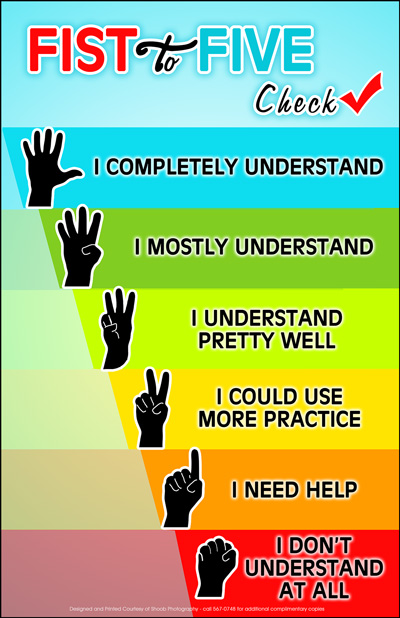 FIST to FIVE
Check
I COMPLETELY UNDERSTAND
I MOSTLY UNDERSTAND
I UNDERSTAND
PRETTY WELL
I COULD USE
MORE PRACTICE
I NEED HELP
I DON'T
UNDERSTAND
AT ALL
Designed and Printed Courtesy of Photography - call 567-0748 for additional complimentary copies